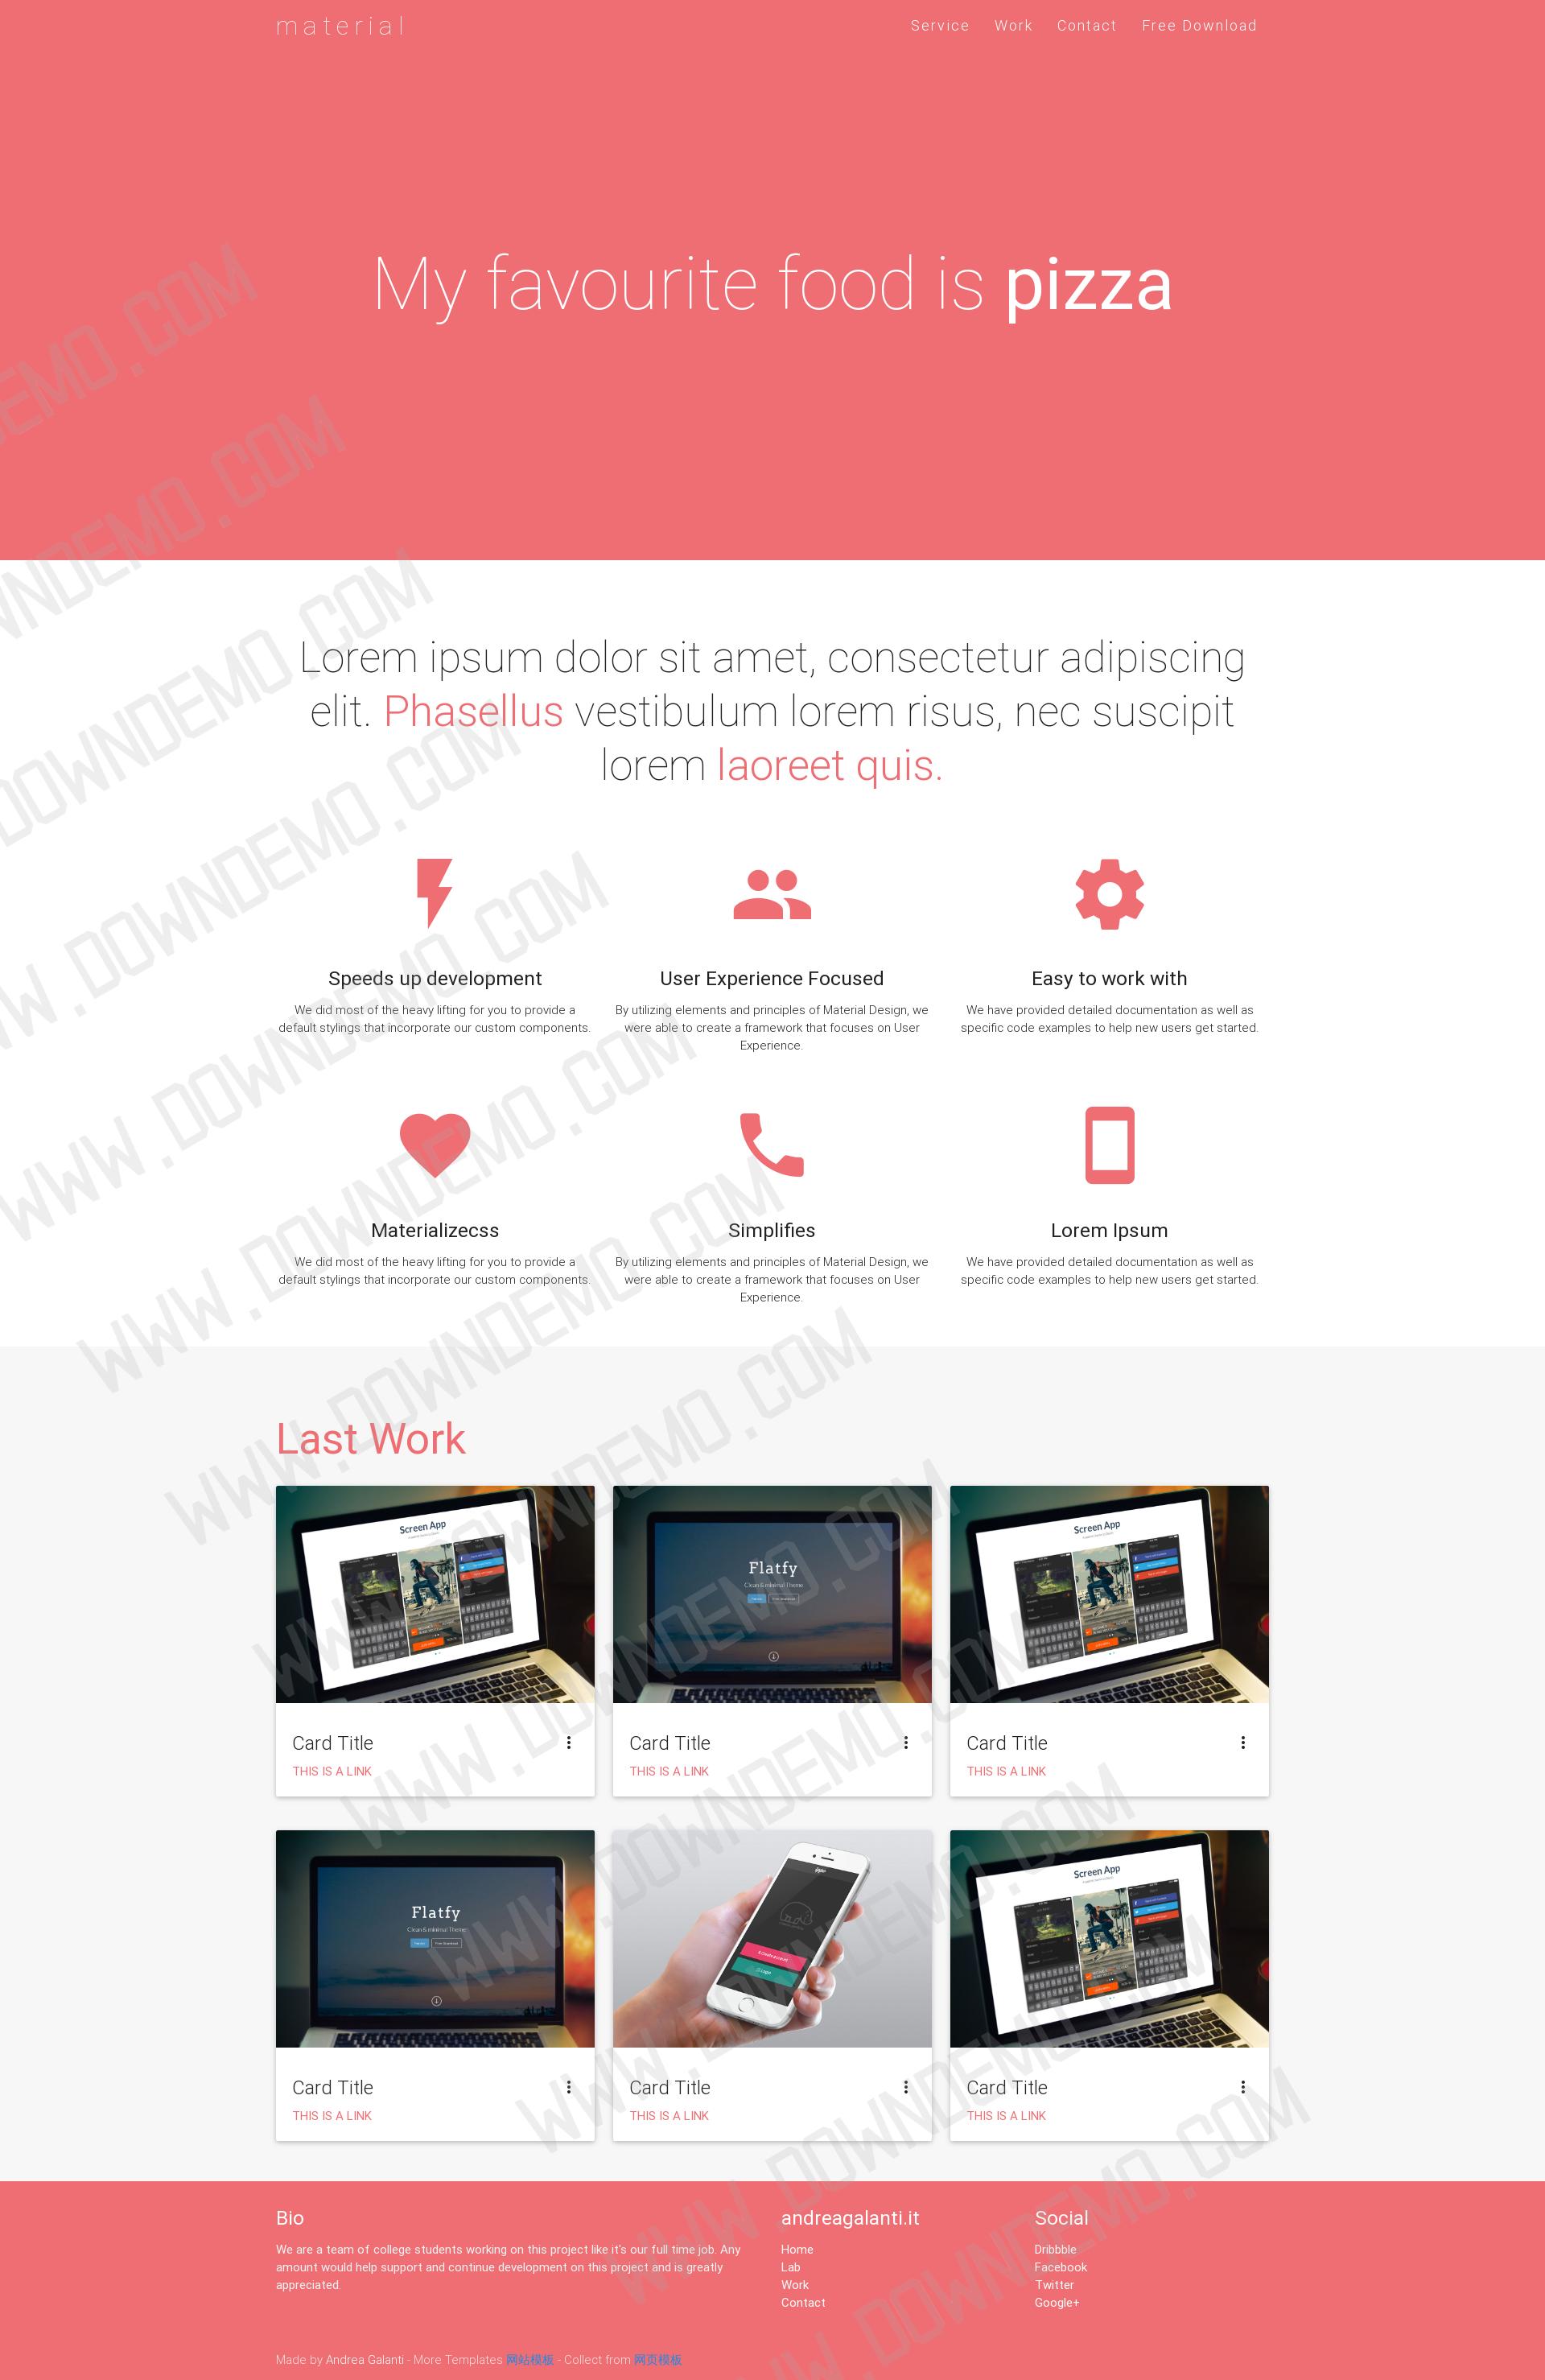 material
Service Work Contact Free Download
My favourite food is pizza
Lorem ipsum dolor sit amet, consectetur adipiscing
elit. Phasellus vestibulum lorem risus, nec suscipit
lorem laoreet quis.
Speeds up development
We did most of the heavy lifting for you to provide a
default stylings that incorporate our custom components.
User Experience Focused
By utilizing elements and principles of Material Design, we
were able to create a framework that focuses on User
Experience.
Easy to work with
We have provided detailed documentation as well as
specific code examples to help new users get started.
Materializecss
We did most of the heavy lifting for you to provide a
default stylings that incorporate our custom components.
Simplifies
By utilizing elements and principles of Material Design, we
were able to create a framework that focuses on User
Experience.
Lorem Ipsum
We have provided detailed documentation as well as
specific code examples to help new users get started.
Last Work
Screen App
Card Title
THIS IS A LINK
Flatfy
Clean & minimal Theme
Card Title
THIS IS A LINK
Screen App
Card Title
THIS IS A LINK
Flatfy
Clean & minimal Theme
Card Title
THIS IS A LINK
Login
Card Title
THIS IS A LINK
Screen App
Card Title
THIS IS A LINK
Bio
We are a team of college students working on this project like it's our full time job. Any
amount would help support and continue development on this project and is greatly
appreciated.
andreagalanti.it
Home
Lab
Work
Contact
Social
Dribbble
Facebook
Twitter
Google+
Made by Andrea Galanti - More Templates 网站模板 - Collect from 网页模板
WWW.DOWNDEMO.COM